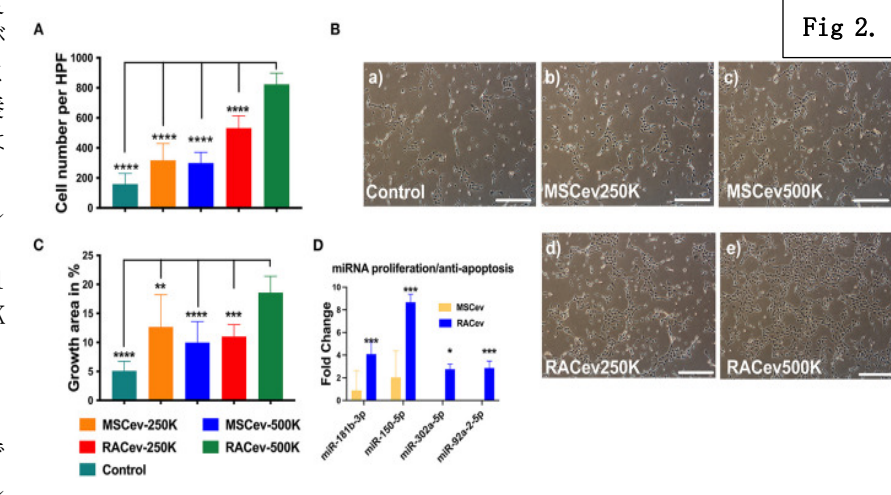 Fig 2.
A
Cell number per HPF
1000
800
600
400
200
0
****
****
****
****
B
a)
Control
b)
MSCev250K
c)
MSCev500K
d)
RACev250K
e)
RACev500K
C
Growth area in %
25
20
15
10
5
0
****
**
****
***
MSCev-250K
MSCev-500K
RACev-250K
RACev-500K
Control
D
miRNA proliferation/anti-apoptosis
Fold Change
10
8
6
4
2
0
MSCev
RACev
***
***
*
***
miR-181b-3p
miR-150-5p
miR-302a-5p
miR-92a-2-5p